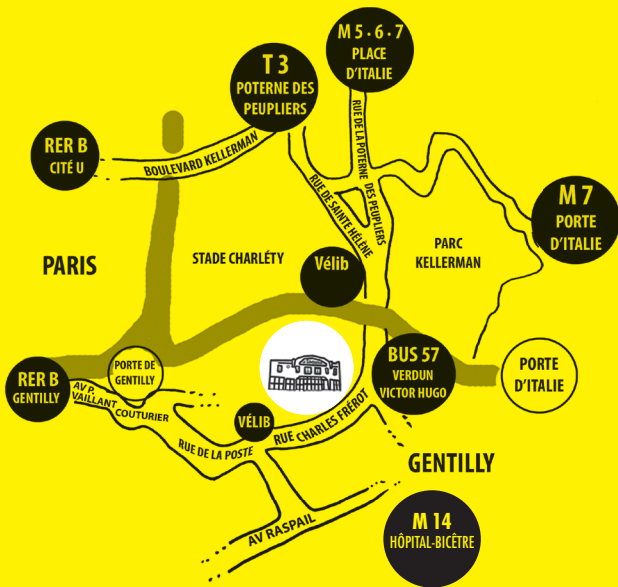 M 5 • 6 • 7
PLACE
D'ITALIE
T 3
POTERNE DES
PEUPLIERS
RER B
CITÉ U
BOULEVARD KELLERMAN
RUE DE LA POTERNE DES PEUPLIERS
RUE DE SAINTE HÉLÈNE
M 7
PORTE
D'ITALIE
PARC
KELLERMAN
PARIS
STADE CHARLÉTY
Vélib
RER B
GENTILLY
PORTE DE
GENTILLY
AV P.
VAILLANT
COUTURIER
BUS 57
VERDUN
VICTOR HUGO
PORTE
D'ITALIE
VÉLIB
RUE DE LA POSTE
RUE CHARLES FRÉROT
GENTILLY
AV RASPAIL
M 14
HÔPITAL-BICÊTRE